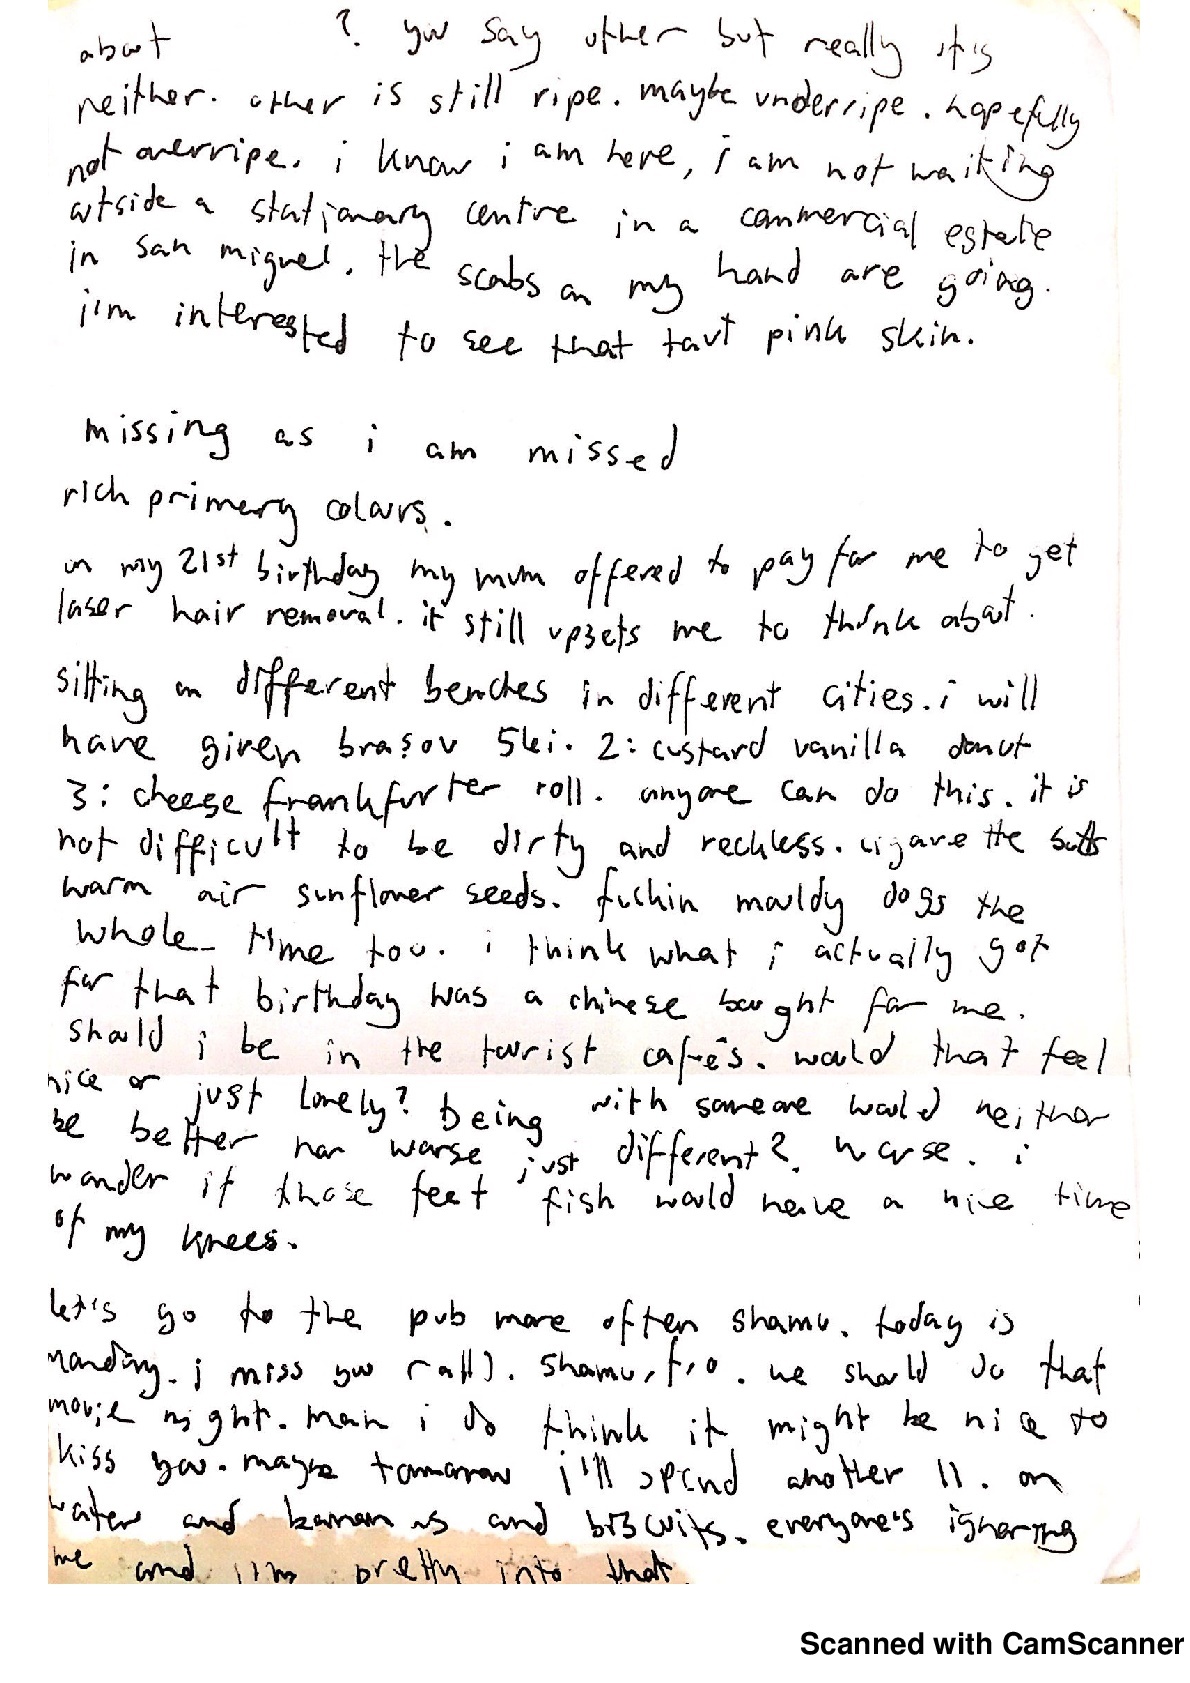 about ? you say other but really it's
neither. other is still ripe. maybe underripe. hopefully
not overripe. i know i am here, i am not waiting
outside a stationary centre in a commercial estate
in san miguel. the scabs on my hand are going.
i'm interested to see that taut pink skin.
missing as i am missed
rich primary colours.
on my 21st birthday my mum offered to pay for me to get
laser hair removal. it still upsets me to think about.
sitting on different benches in different cities. i will
have given brașov 5lei. 2: custard vanilla donut
3: cheese frankfurter roll. anyone can do this. it is
not difficult to be dirty and reckless. cigarette butts
warm air sunflower seeds. fuckin mouldy dogs the
whole time too. i think what i actually got
for that birthday was a chinese bought for me.
should i be in the tourist cafés. would that feel
nice or just lonely? being with someone would neither
be better nor worse just different?. worse. i
wonder if those feet fish would have a nice time
of my knees.
let's go to the pub more often shamu. today is
monday. i miss you shamu. we should do that
movie night. man i do think it might be nice to
kiss you. maybe tomorrow i'll spend another 11. on
water and bananas and biscuits. everyone's ignoring
me and i'm pretty into that.
Scanned with CamScanner